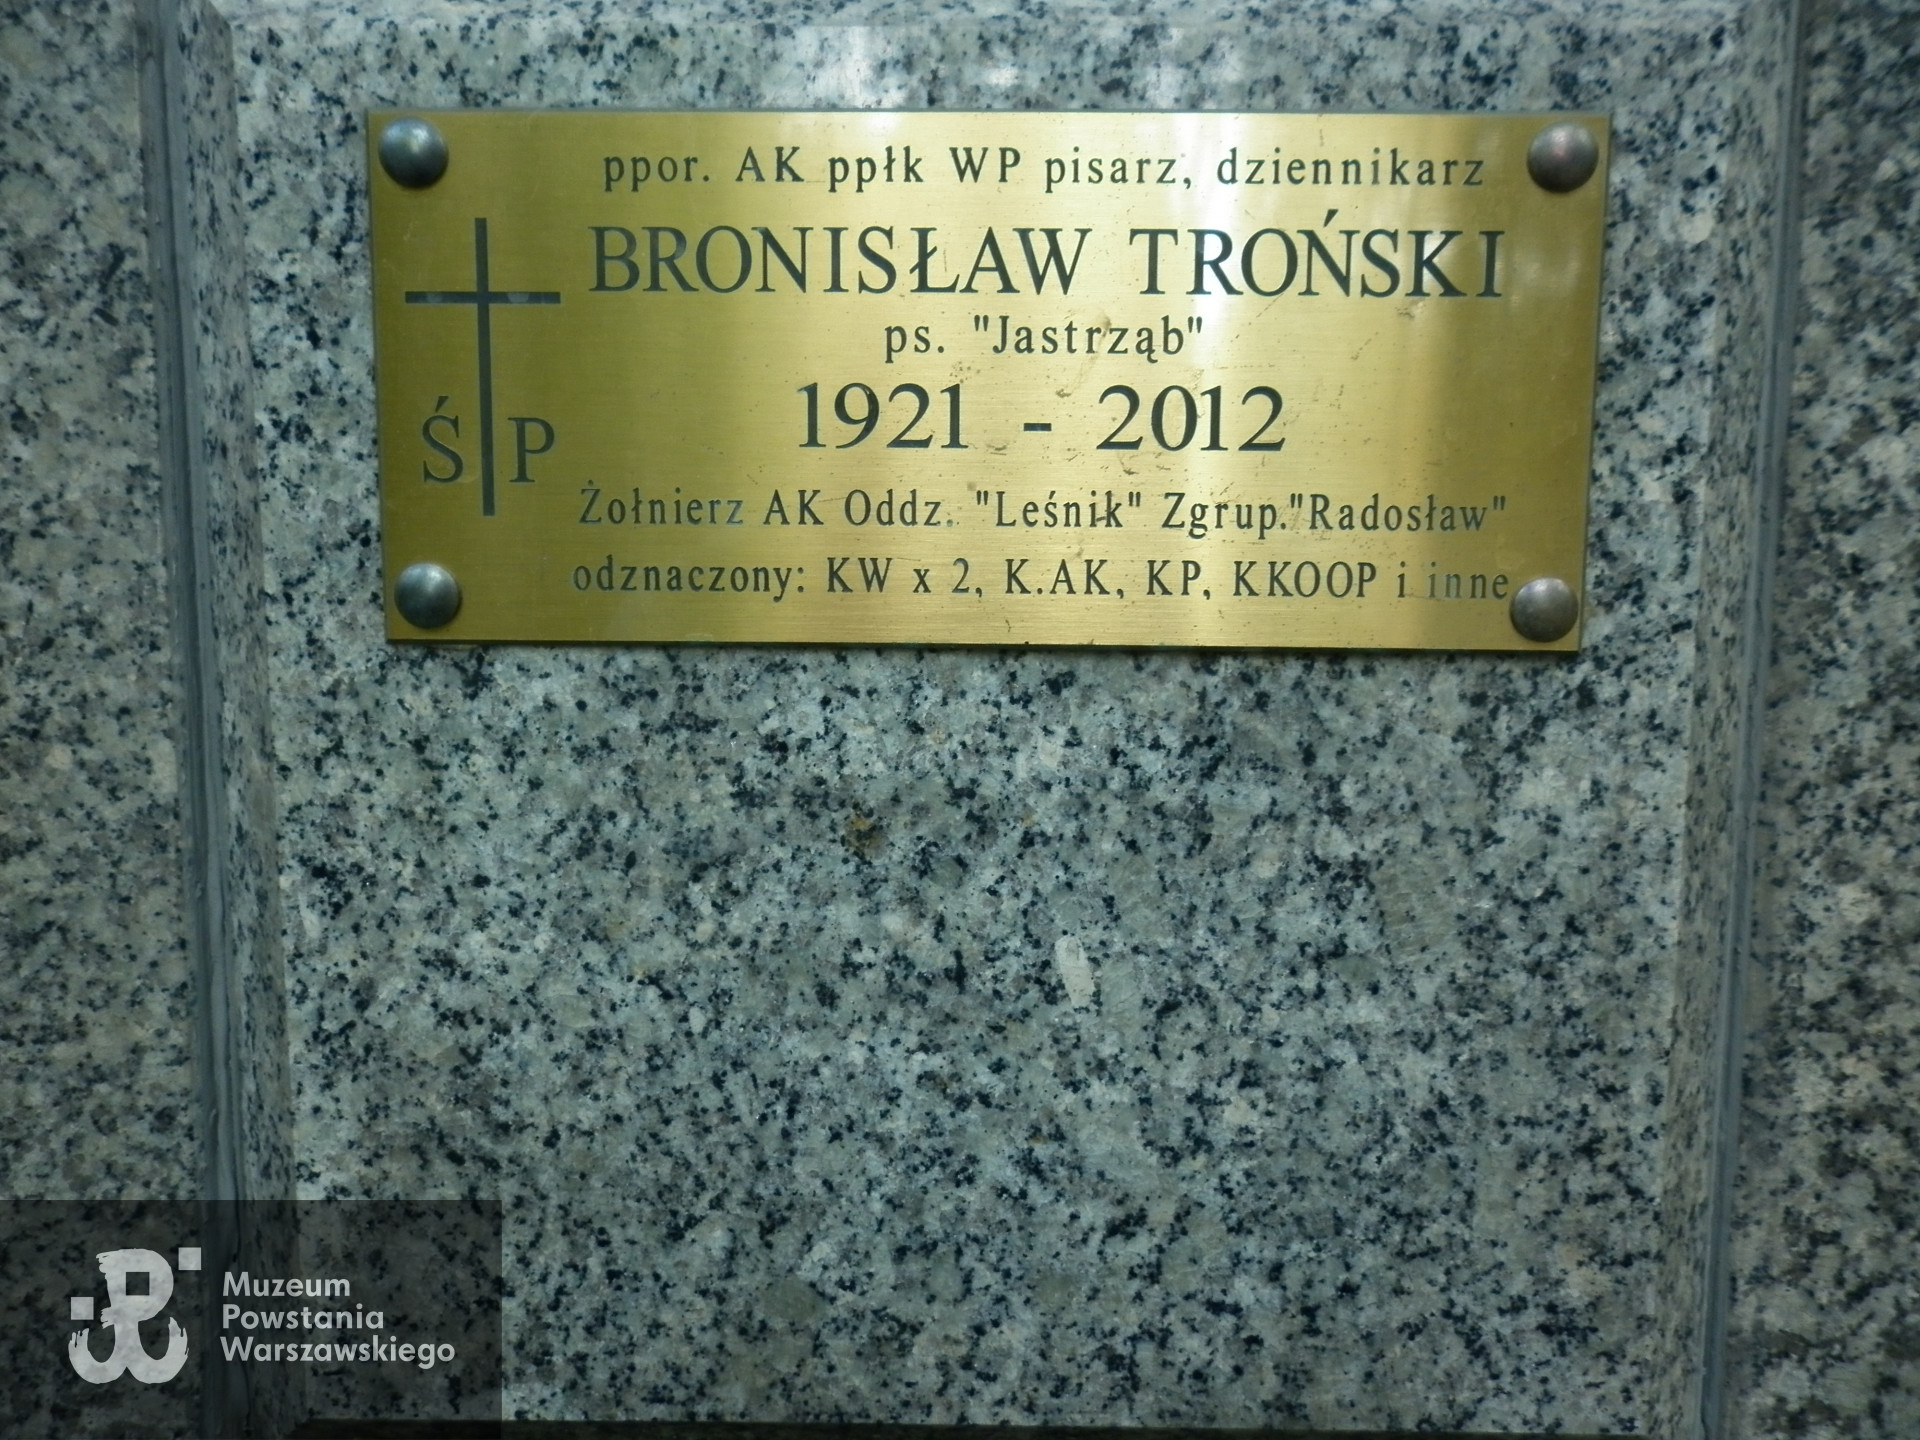 ppor. AK ppłk WP pisarz, dziennikarz
BRONISŁAW TROŃSKI
ps. "Jastrząb"
1921 - 2012
Ś P
Żołnierz AK Oddz. "Leśnik" Zgrup."Radosław"
odznaczony: KW x 2, K.AK, KP, KKOOP i inne
Muzeum
Powstania
Warszawskiego